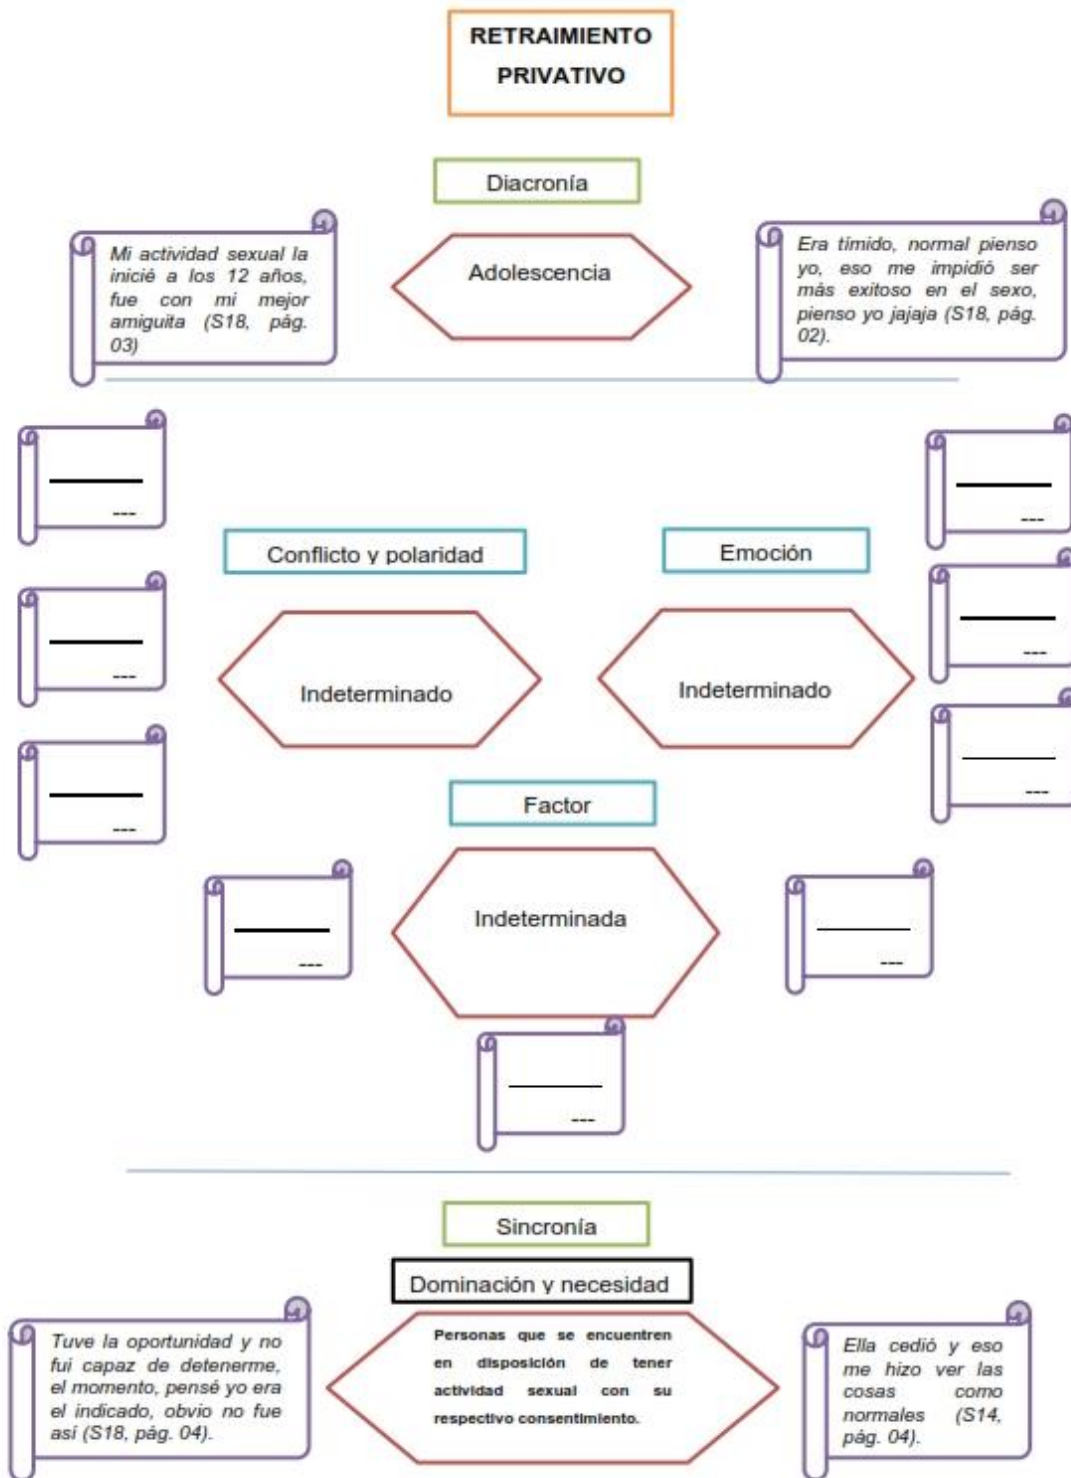 RETRAIMIENTO
PRIVATIVO
Diacronía
Mi actividad sexual la
inicié a los 12 años,
fue con mi mejor
amiguita (S18, pág.
03)
Adolescencia
Era tímido, normal pienso
yo, eso me impidió ser
más exitoso en el sexo,
pienso yo jajaja (S18, pág.
02).
---
---
---
---
---
---
Conflicto y polaridad
Emoción
Indeterminado
Indeterminado
Factor
Indeterminada
---
---
---
Sincronía
Dominación y necesidad
Tuve la oportunidad y no
fui capaz de detenerme,
el momento, pensé yo era
el indicado, obvio no fue
así (S18, pág. 04).
Personas que se encuentren
en disposición de tener
actividad sexual con su
respectivo consentimiento.
Ella cedió y eso
me hizo ver las
cosas como
normales (S14,
pág. 04).